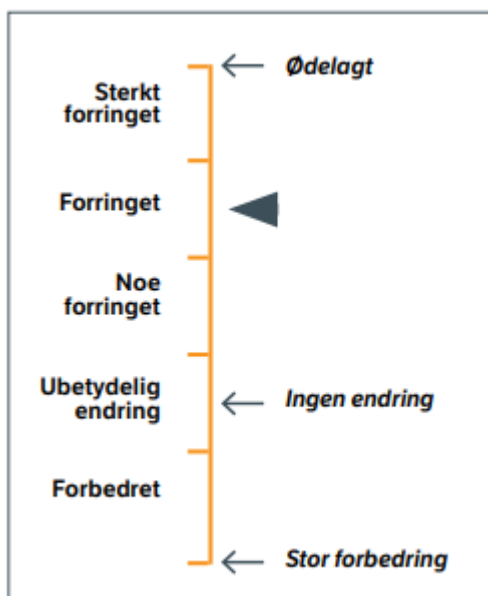 Ødelagt
Sterkt
forringet
Forringet
Noe
forringet
Ubetydelig
endring
Ingen endring
Forbedret
Stor forbedring